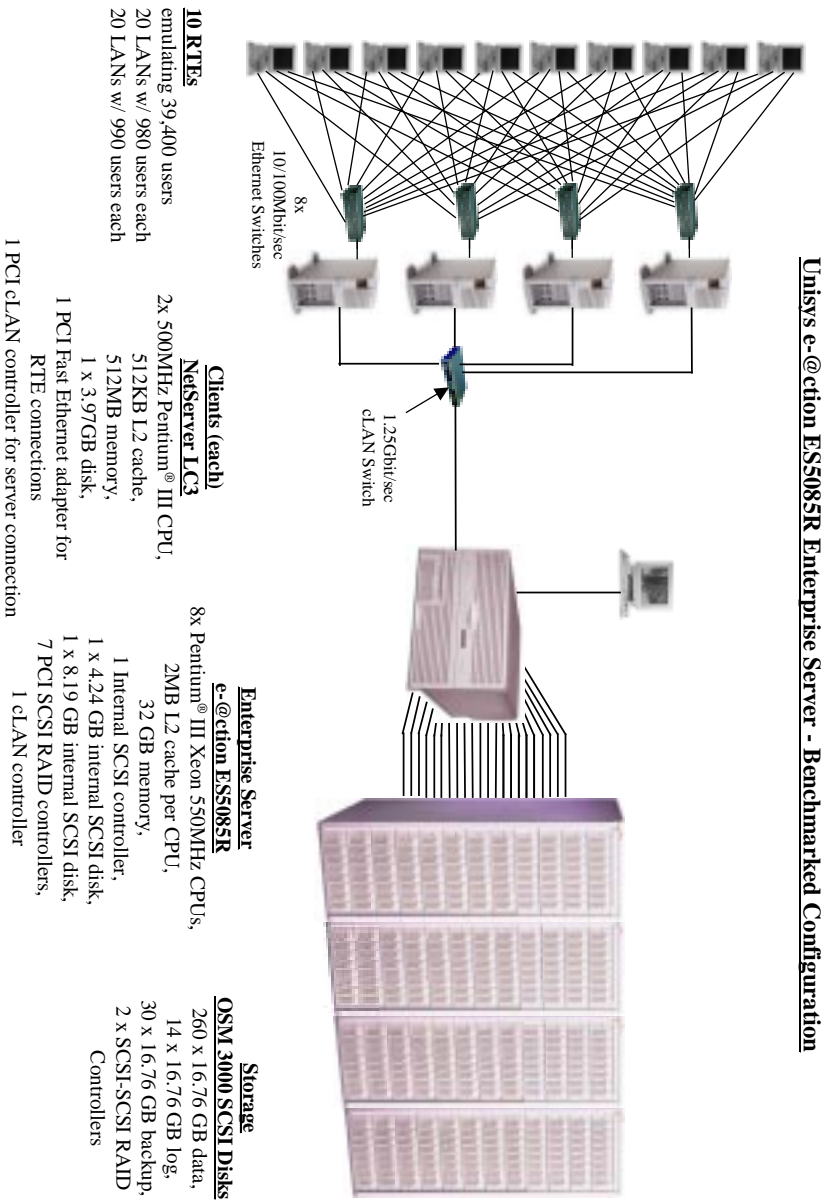 Unisys e-@ction ES5085R Enterprise Server - Benchmarked Configuration
8x
10/100Mbit/sec
Ethernet Switches
1.25Gbit/sec
cLAN Switch
10 RTEs
emulating 39,400 users
20 LANs w/ 980 users each
20 LANs w/ 990 users each
Clients (each)
NetServer LC3
2x 500MHz Pentium® III CPU,
512KB L2 cache,
512MB memory,
1 x 3.97GB disk,
1 PCI Fast Ethernet adapter for
RTE connections
1 PCI cLAN controller for server connection
Enterprise Server
e-@ction ES5085R
8x Pentium® III Xeon 550MHz CPUs,
2MB L2 cache per CPU,
32 GB memory,
1 Internal SCSI controller,
1 x 4.24 GB internal SCSI disk,
1 x 8.19 GB internal SCSI disk,
7 PCI SCSI RAID controllers,
1 cLAN controller
Storage
OSM 3000 SCSI Disks
260 x 16.76 GB data,
14 x 16.76 GB log,
30 x 16.76 GB backup,
2 x SCSI-SCSI RAID
Controllers